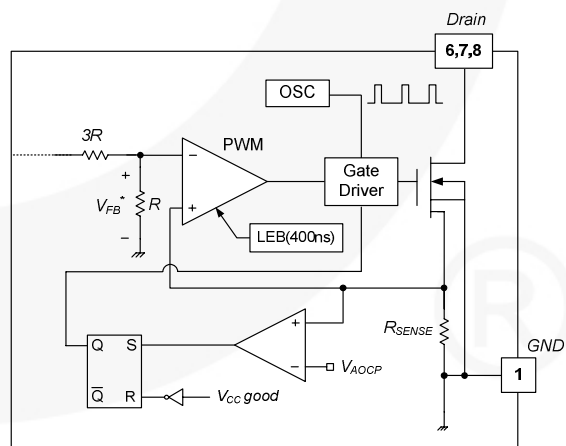 Drain
6,7,8
OSC
3R
PWM
−
+
Gate
Driver
+
V_FB* R
−
LEB(400ns)
R_SENSE
GND
1
+
−
V_AOCP
Q S
Q̅ R
V_CC good
®